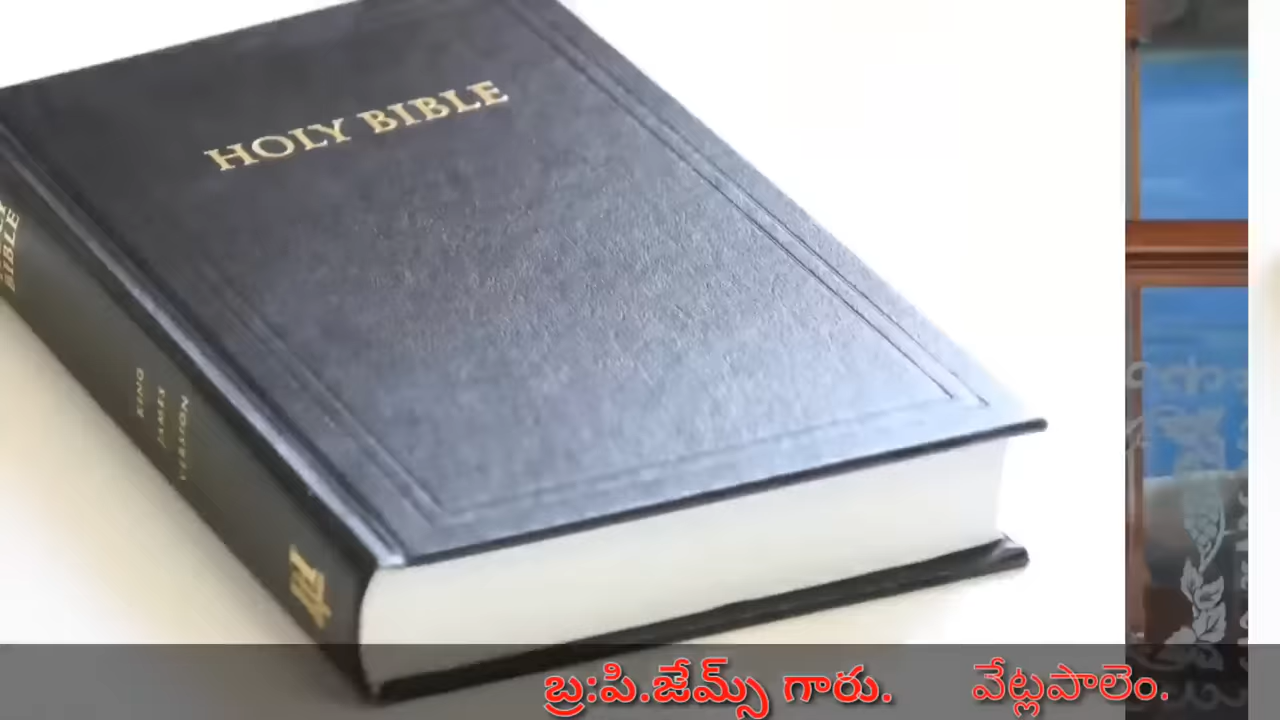 HOLY BIBLE
BIBLE
KING
JAMES
VERSION
బ్ర:పి.జేమ్స్ గారు. వేట్లపాలెం.